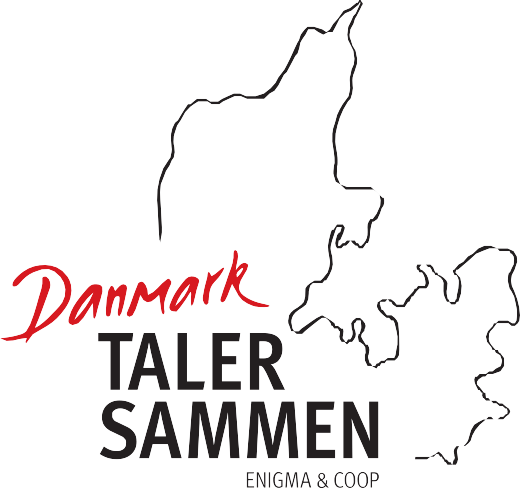 Danmark
TALER
SAMMEN
ENIGMA & COOP